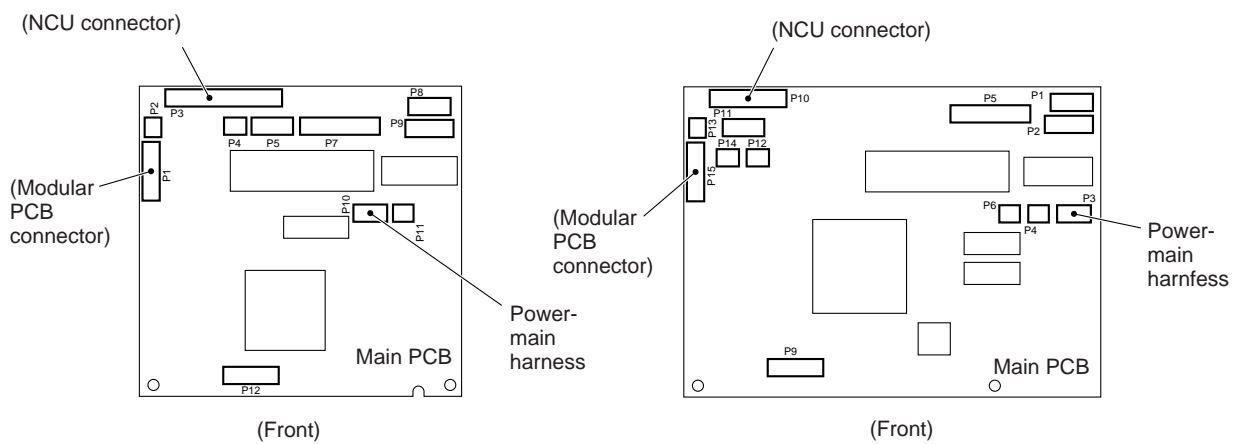 (NCU connector)
P2
P3
P8
P9
P4
P5
P7
P1
(Modular
PCB
connector)
P10
P11
Power-
main
harness
Main PCB
P12
(Front)
(NCU connector)
P10
P5
P1
P2
P13
P11
P14
P12
P15
(Modular
PCB
connector)
P6
P4
P3
Power-
main
harnfess
P9
Main PCB
(Front)